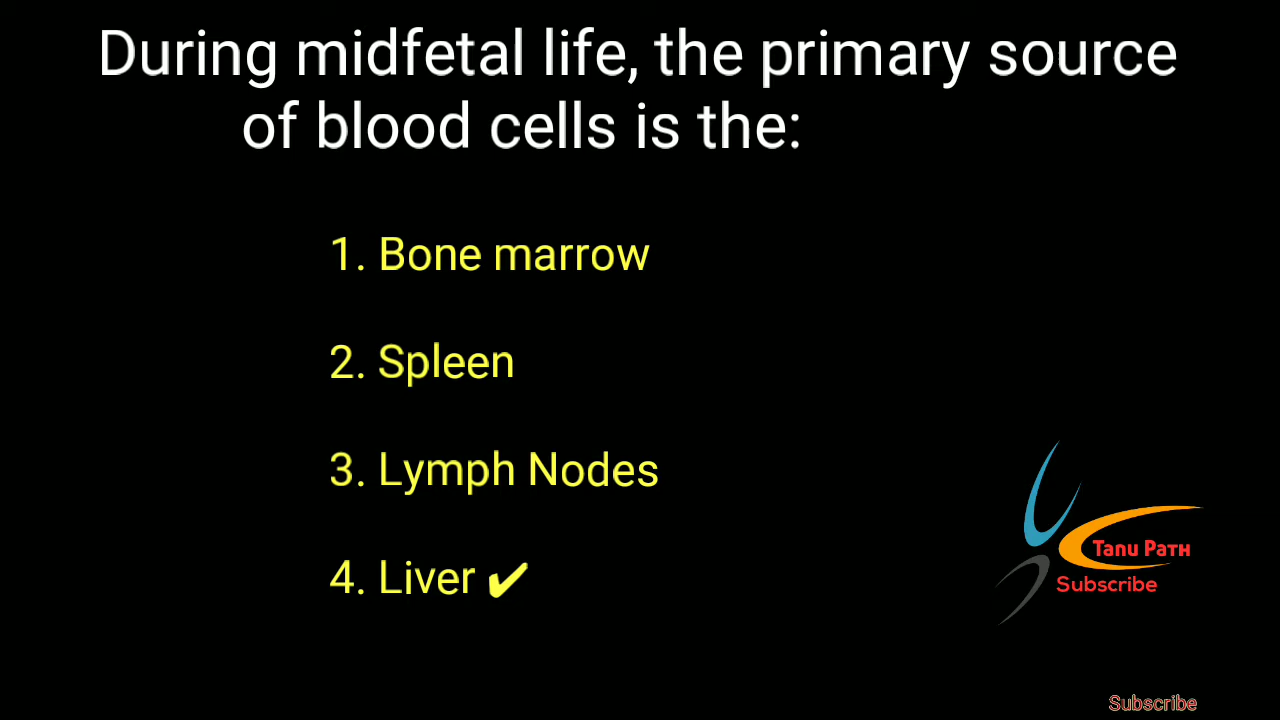 During midfetal life, the primary source
of blood cells is the:
1. Bone marrow
2. Spleen
3. Lymph Nodes
4. Liver ✔
Tanu Path
Subscribe
Subscribe